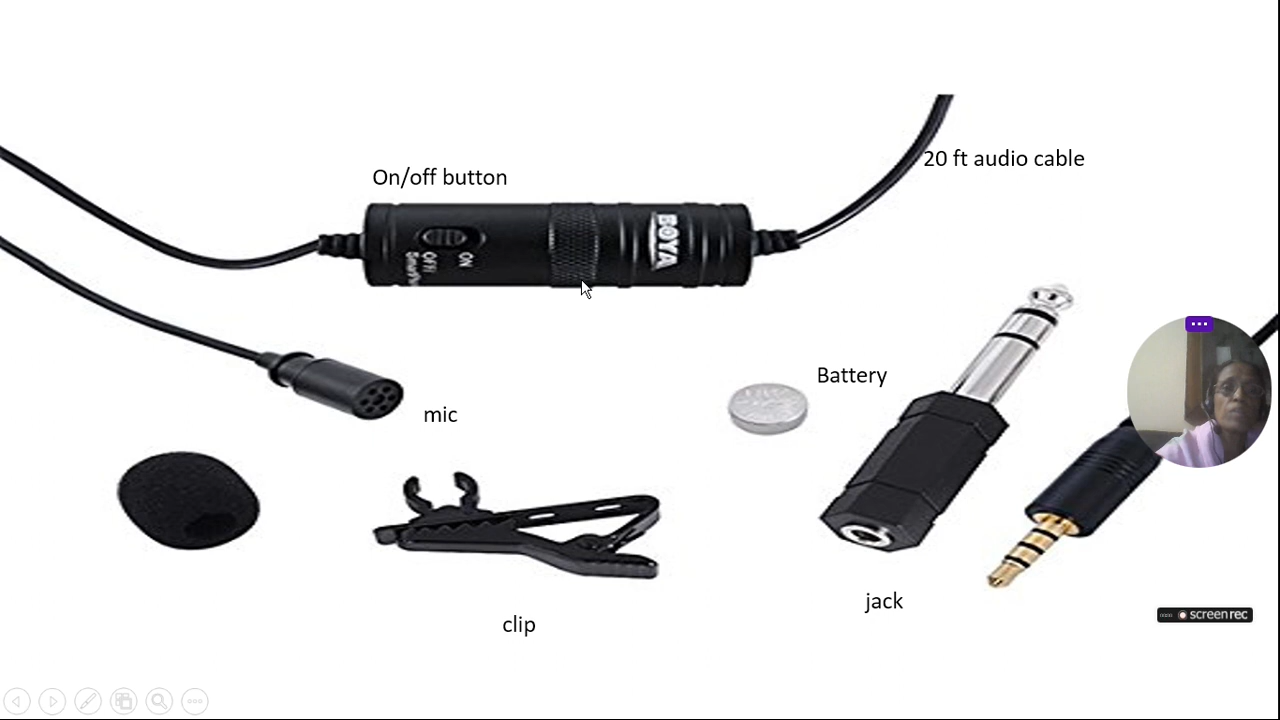 20 ft audio cable
On/off button
BOYA
ON
OFF/
Battery
mic
jack
screenrec
clip